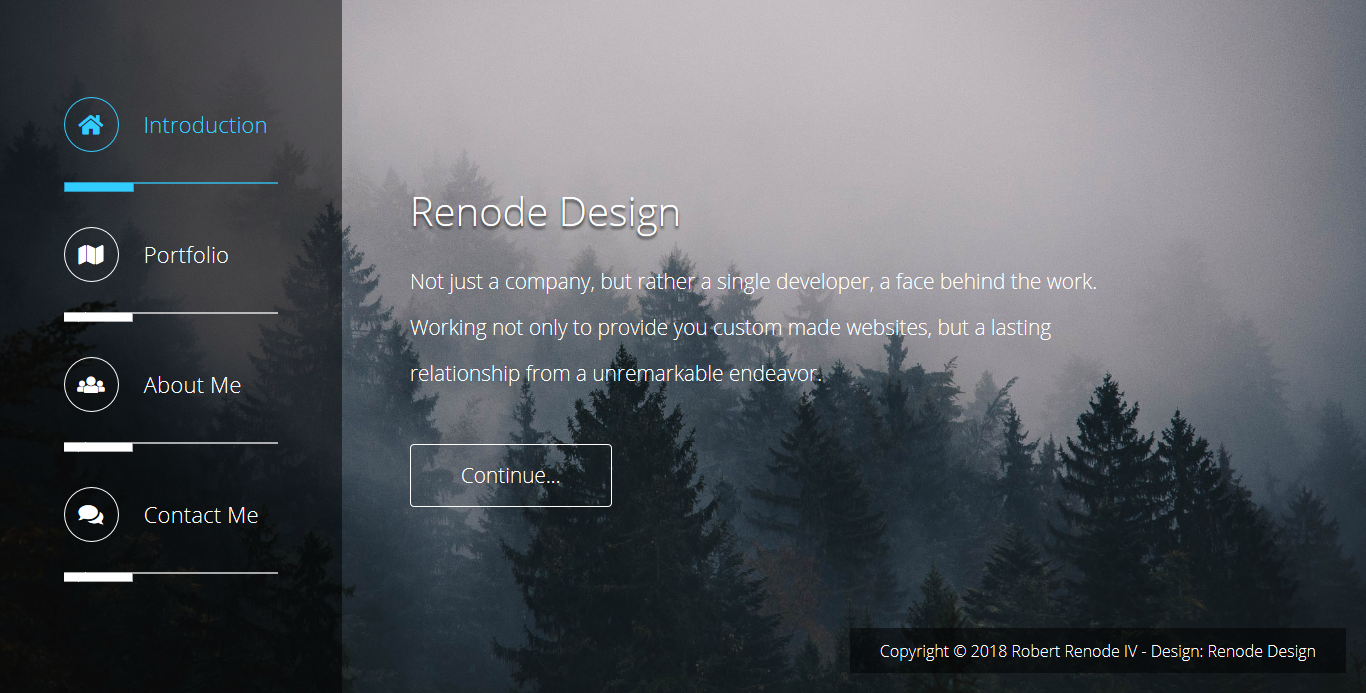 Introduction
Portfolio
About Me
Contact Me
Renode Design
Not just a company, but rather a single developer, a face behind the work.
Working not only to provide you custom made websites, but a lasting
relationship from a unremarkable endeavor.
Continue...
Copyright © 2018 Robert Renode IV - Design: Renode Design